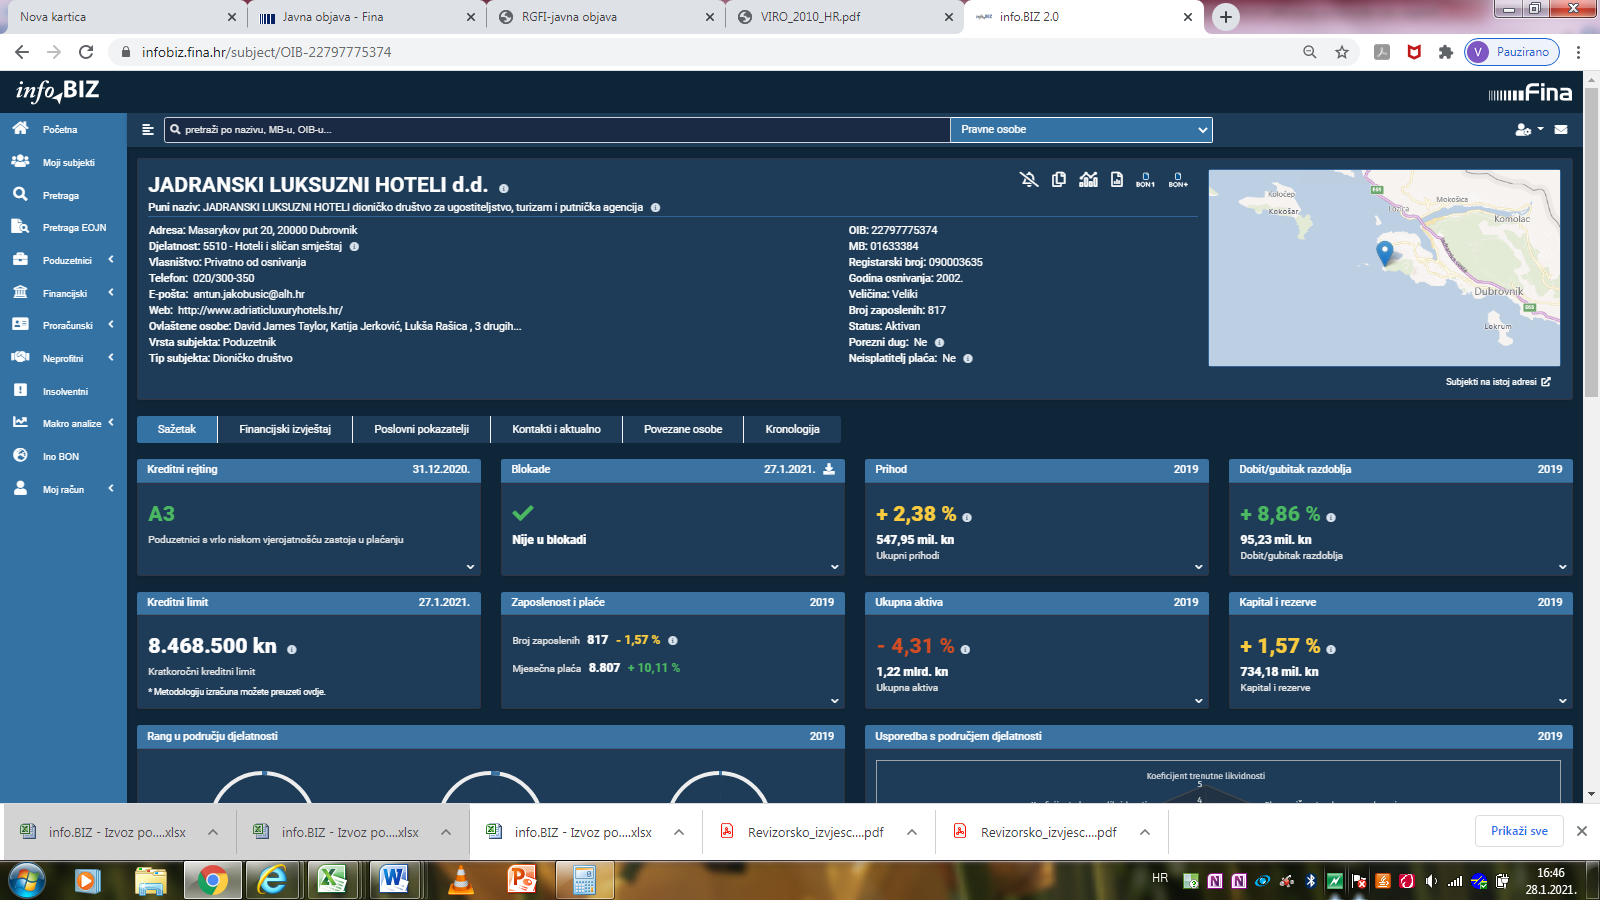 Nova kartica
Javna objava - Fina
RGFI-javna objava
VIRO_2010_HR.pdf
info.BIZ 2.0
infobiz.fina.hr/subject/OIB-22797775374
V Pauzirano
info.BIZ
Fina
Početna
Moji subjekti
Pretraga
Pretraga EOJN
Poduzetnici
Financijski
Proračunski
Neprofitni
Insolventni
Makro analize
Ino BON
Moj račun
pretraži po nazivu, MB-u, OIB-u...
Pravne osobe
JADRANSKI LUKSUZNI HOTELI d.d.
BON1
BON+
Puni naziv: JADRANSKI LUKSUZNI HOTELI dioničko društvo za ugostiteljstvo, turizam i putnička agencija
Adresa: Masarykov put 20, 20000 Dubrovnik
Djelatnost: 5510 - Hoteli i sličan smještaj
Vlasništvo: Privatno od osnivanja
Telefon: 020/300-350
E-pošta: antun.jakobusic@alh.hr
Web: http://www.adriaticluxuryhotels.hr/
Ovlaštene osobe: David James Taylor, Katija Jerković, Lukša Rašica , 3 drugih...
Vrsta subjekta: Poduzetnik
Tip subjekta: Dioničko društvo
OIB: 22797775374
MB: 01633384
Registarski broj: 090003635
Godina osnivanja: 2002.
Veličina: Veliki
Broj zaposlenih: 817
Status: Aktivan
Porezni dug: Ne
Neisplatitelj plaća: Ne
Koločep
Kokošar
Lozica
Mokošica
Komolac
Dubrovnik
Lokrum
Subjekti na istoj adresi
Sažetak
Financijski izvještaj
Poslovni pokazatelji
Kontakti i aktualno
Povezane osobe
Kronologija
Kreditni rejting 31.12.2020.
A3
Poduzetnici s vrlo niskom vjerojatnošću zastoja u plaćanju
Blokade 27.1.2021.
Nije u blokadi
Prihod 2019
+ 2,38 %
547,95 mil. kn
Ukupni prihodi
Dobit/gubitak razdoblja 2019
+ 8,86 %
95,23 mil. kn
Dobit/gubitak razdoblja
Kreditni limit 27.1.2021.
8.468.500 kn
Kratkoročni kreditni limit
* Metodologiju izračuna možete preuzeti ovdje.
Zaposlenost i plaće 2019
Broj zaposlenih 817 - 1,57 %
Mjesečna plaća 8.807 + 10,11 %
Ukupna aktiva 2019
- 4,31 %
1,22 mlrd. kn
Ukupna aktiva
Kapital i rezerve 2019
+ 1,57 %
734,18 mil. kn
Kapital i rezerve
Rang u području djelatnosti 2019
Usporedba s područjem djelatnosti 2019
Koeficijent trenutne likvidnosti
5
4
info.BIZ - Izvoz po....xlsx
info.BIZ - Izvoz po....xlsx
info.BIZ - Izvoz po....xlsx
Revizorsko_izvjesc....pdf
Revizorsko_izvjesc....pdf
Prikaži sve
HR
16:46
28.1.2021.